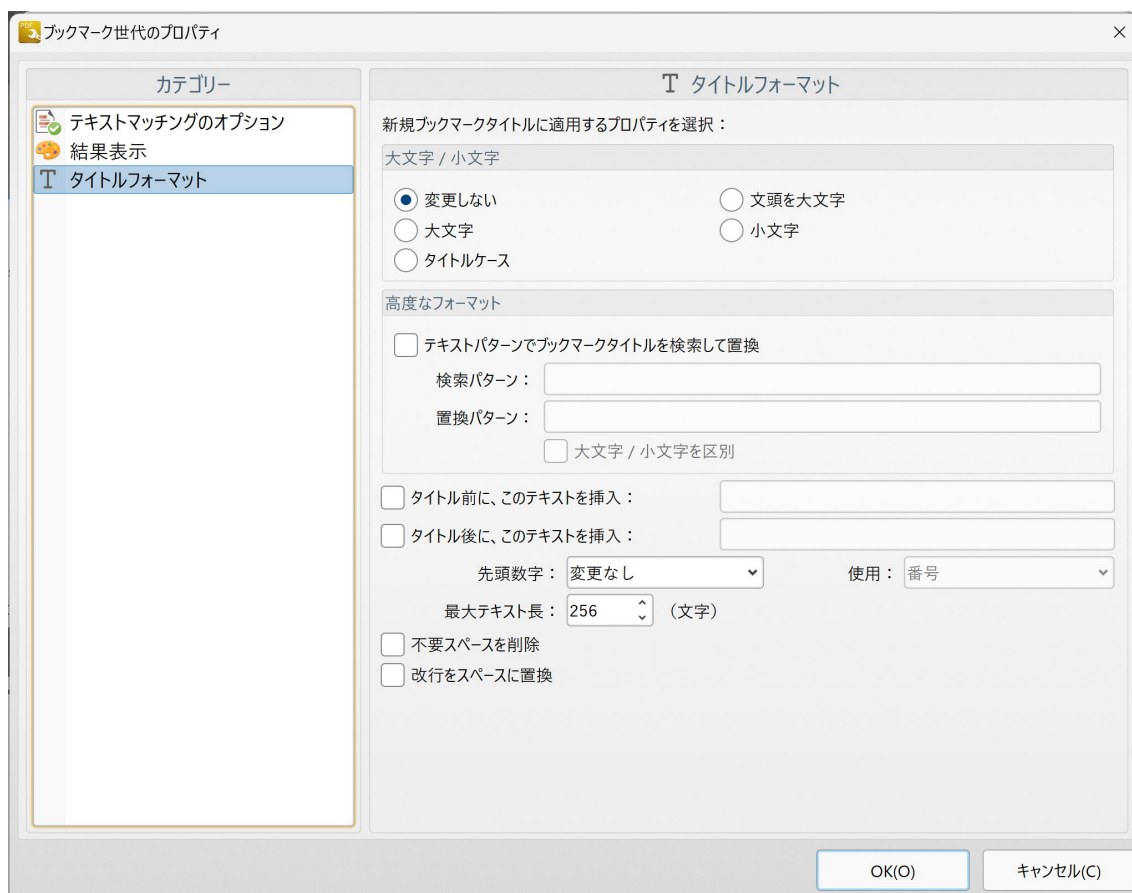 ブックマーク世代のプロパティ
カテゴリー
テキストマッチングのオプション
結果表示
タイトルフォーマット
T タイトルフォーマット
新規ブックマークタイトルに適用するプロパティを選択：
大文字 / 小文字
変更しない 文頭を大文字
大文字 小文字
タイトルケース
高度なフォーマット
テキストパターンでブックマークタイトルを検索して置換
検索パターン：
置換パターン：
大文字 / 小文字を区別
タイトル前に、このテキストを挿入：
タイトル後に、このテキストを挿入：
先頭数字： 変更なし 使用： 番号
最大テキスト長： 256 （文字）
不要スペースを削除
改行をスペースに置換
OK(O) キャンセル(C)